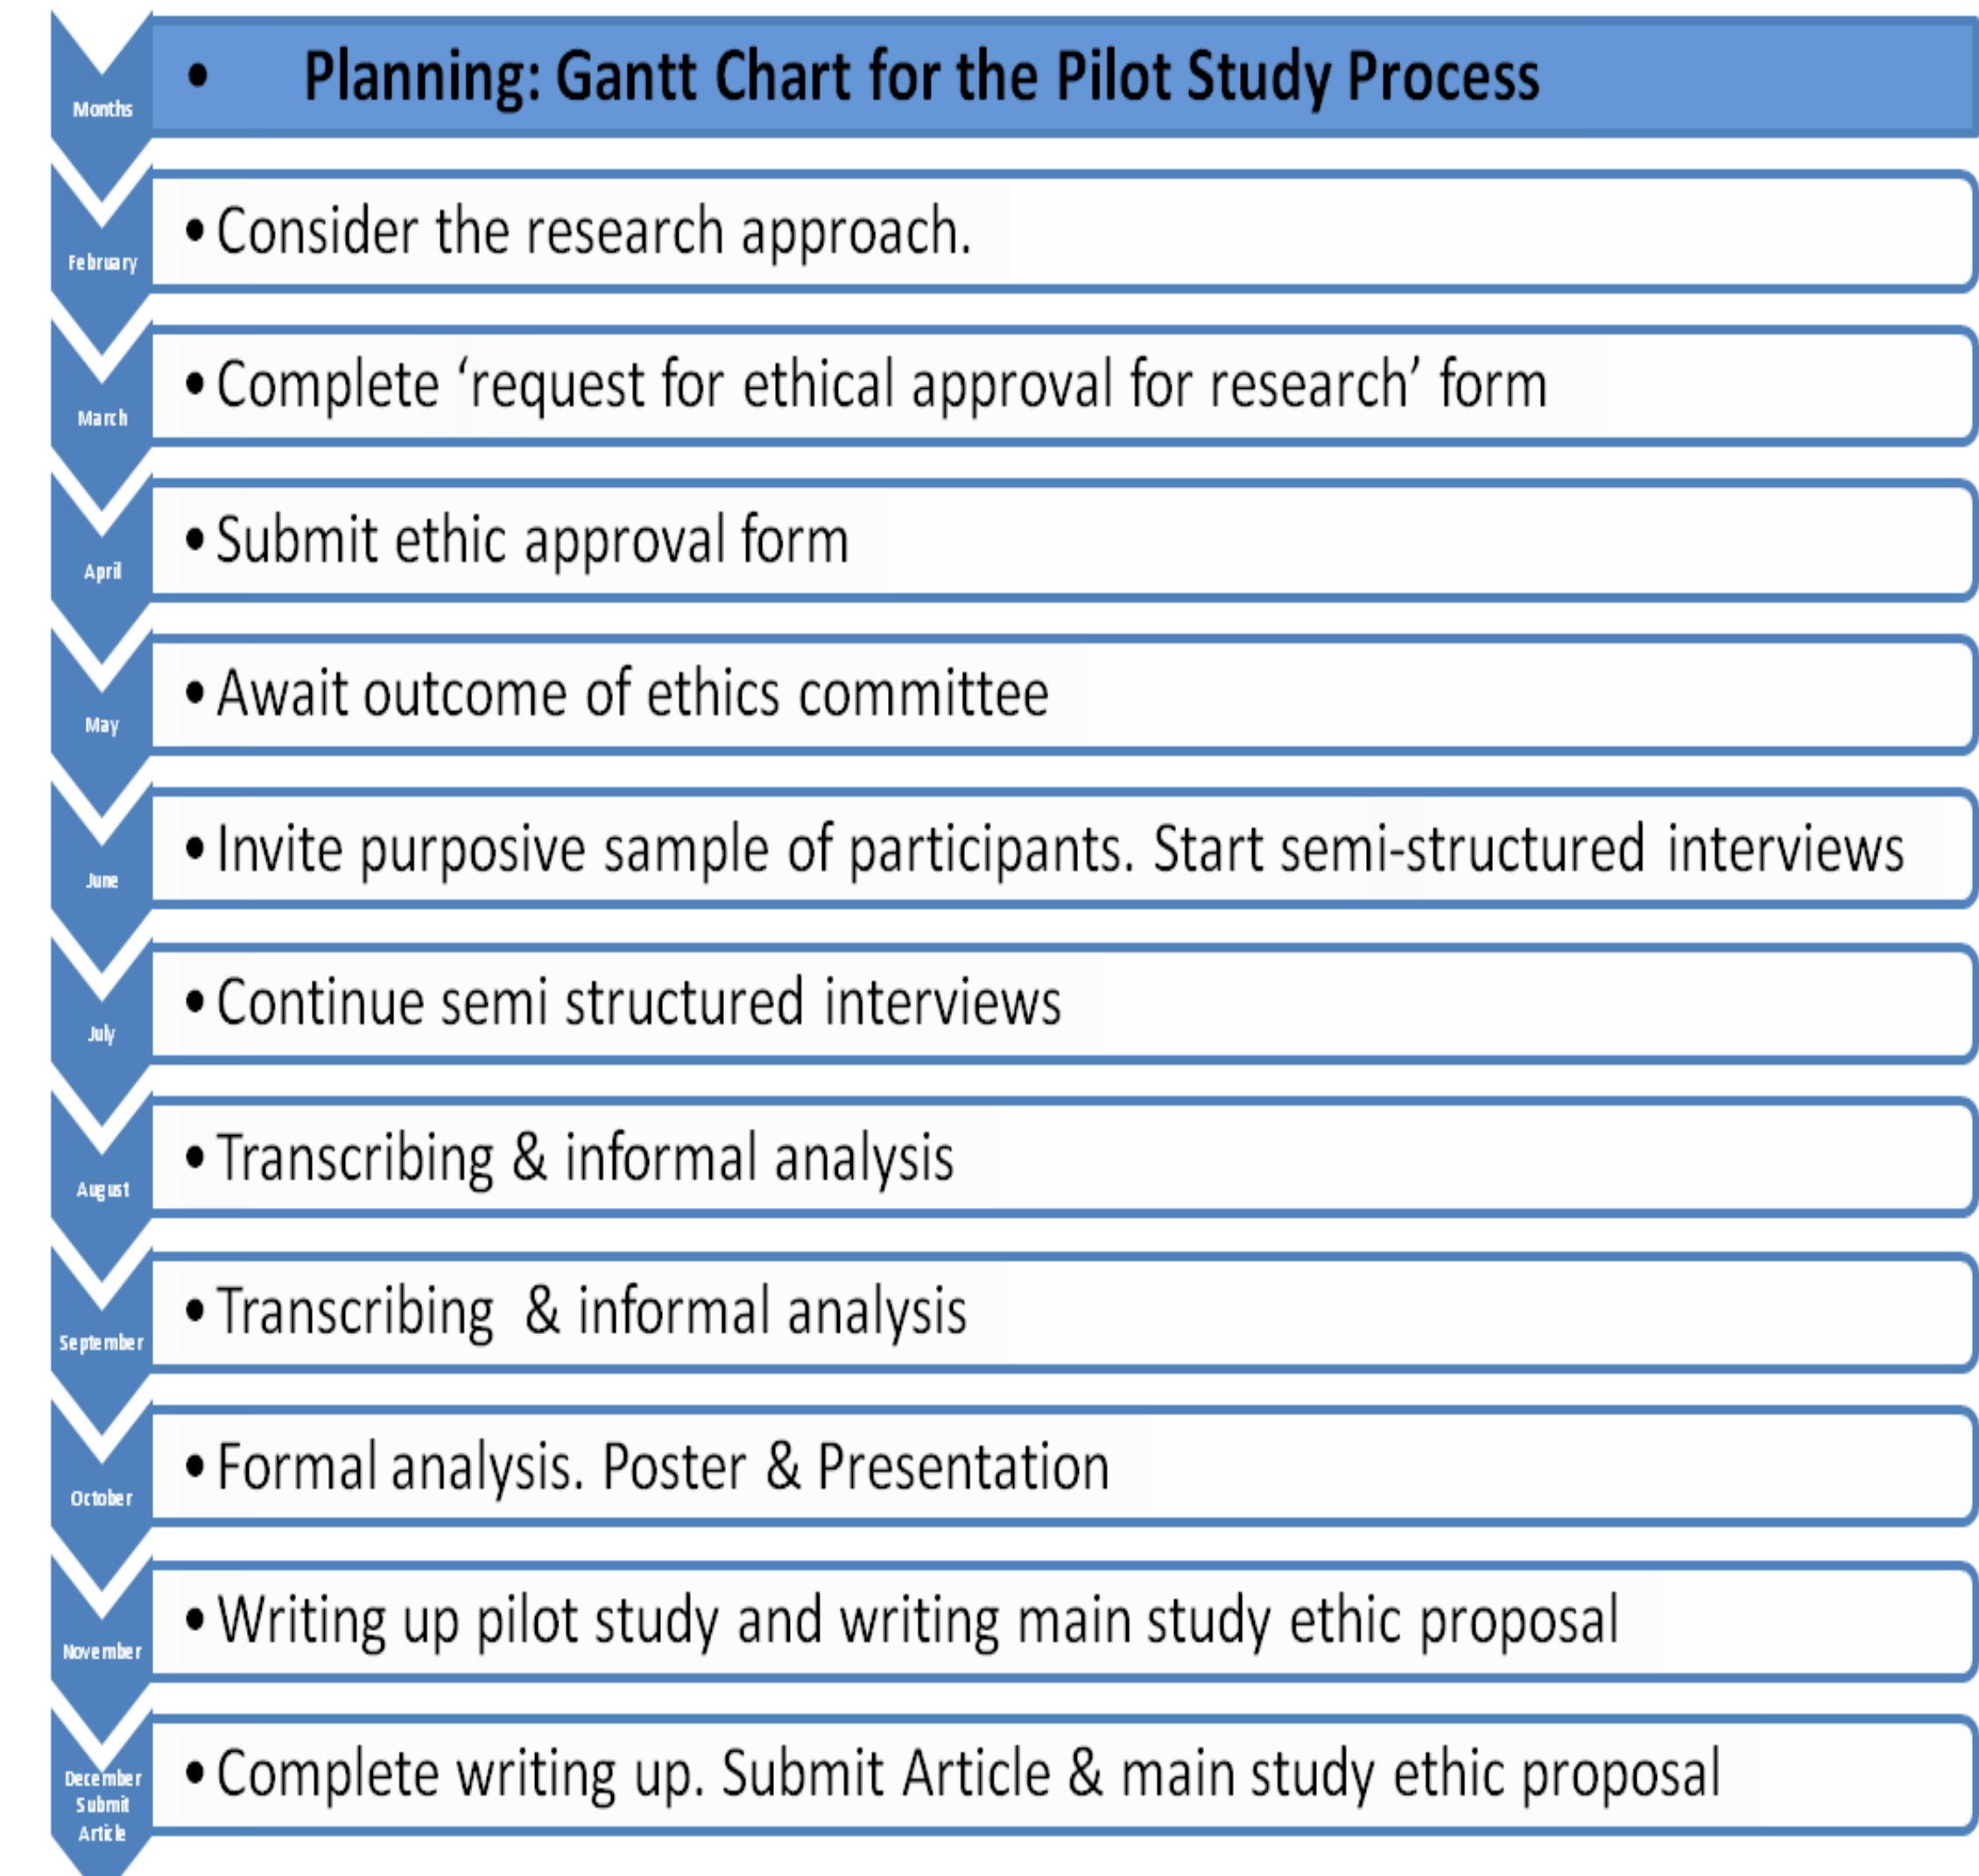 Months
• Planning: Gantt Chart for the Pilot Study Process
February
• Consider the research approach.
March
• Complete ‘request for ethical approval for research’ form
April
• Submit ethic approval form
May
• Await outcome of ethics committee
June
• Invite purposive sample of participants. Start semi-structured interviews
July
• Continue semi structured interviews
August
• Transcribing & informal analysis
September
• Transcribing & informal analysis
October
• Formal analysis. Poster & Presentation
November
• Writing up pilot study and writing main study ethic proposal
December
Submit
Article
• Complete writing up. Submit Article & main study ethic proposal